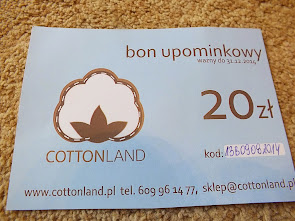 bon upominkowy
ważny do 31.12.2014
20zł
COTTONLAND
kod: 13609082014
www.cottonland.pl tel. 609 96 14 77, sklep@cottonland.pl